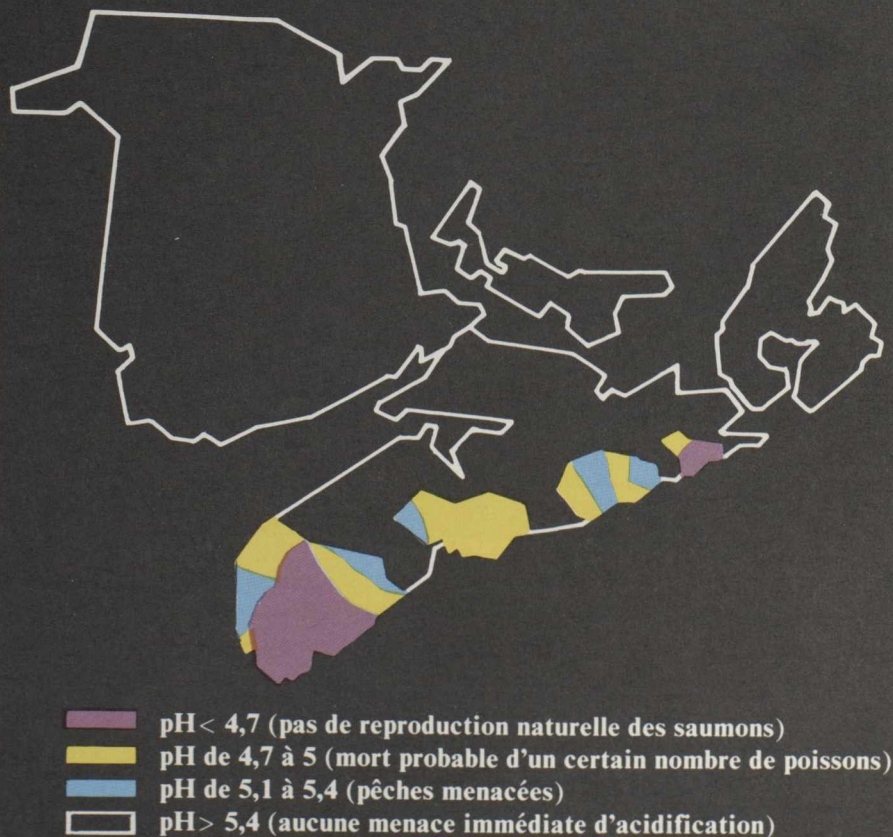 pH < 4,7 (pas de reproduction naturelle des saumons)
pH de 4,7 à 5 (mort probable d'un certain nombre de poissons)
pH de 5,1 à 5,4 (pêches menacées)
pH > 5,4 (aucune menace immédiate d'acidification)